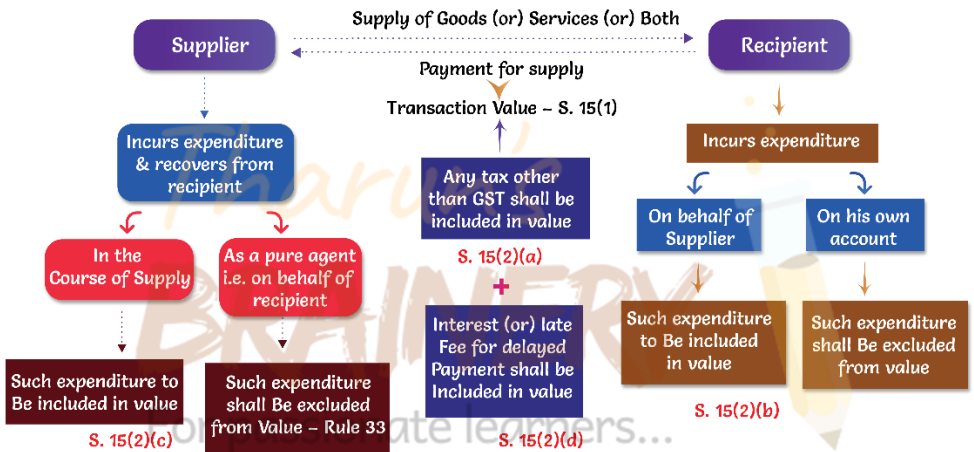 Supply of Goods (or) Services (or) Both
Supplier
Recipient
Payment for supply
Transaction Value – S. 15(1)
Incurs expenditure
& recovers from
recipient
In the
Course of Supply
As a pure agent
i.e. on behalf of
recipient
Such expenditure to
Be included in value
S. 15(2)(c)
Such expenditure
shall Be excluded
from Value – Rule 33
Any tax other
than GST shall be
included in value
S. 15(2)(a)
+
Interest (or) late
Fee for delayed
Payment shall be
Included in value
S. 15(2)(d)
Incurs expenditure
On behalf of
Supplier
On his own
account
Such expenditure
to Be included
in value
S. 15(2)(b)
Such expenditure
shall Be excluded
from value
Tharun's
BRAINERY
For passionate learners...